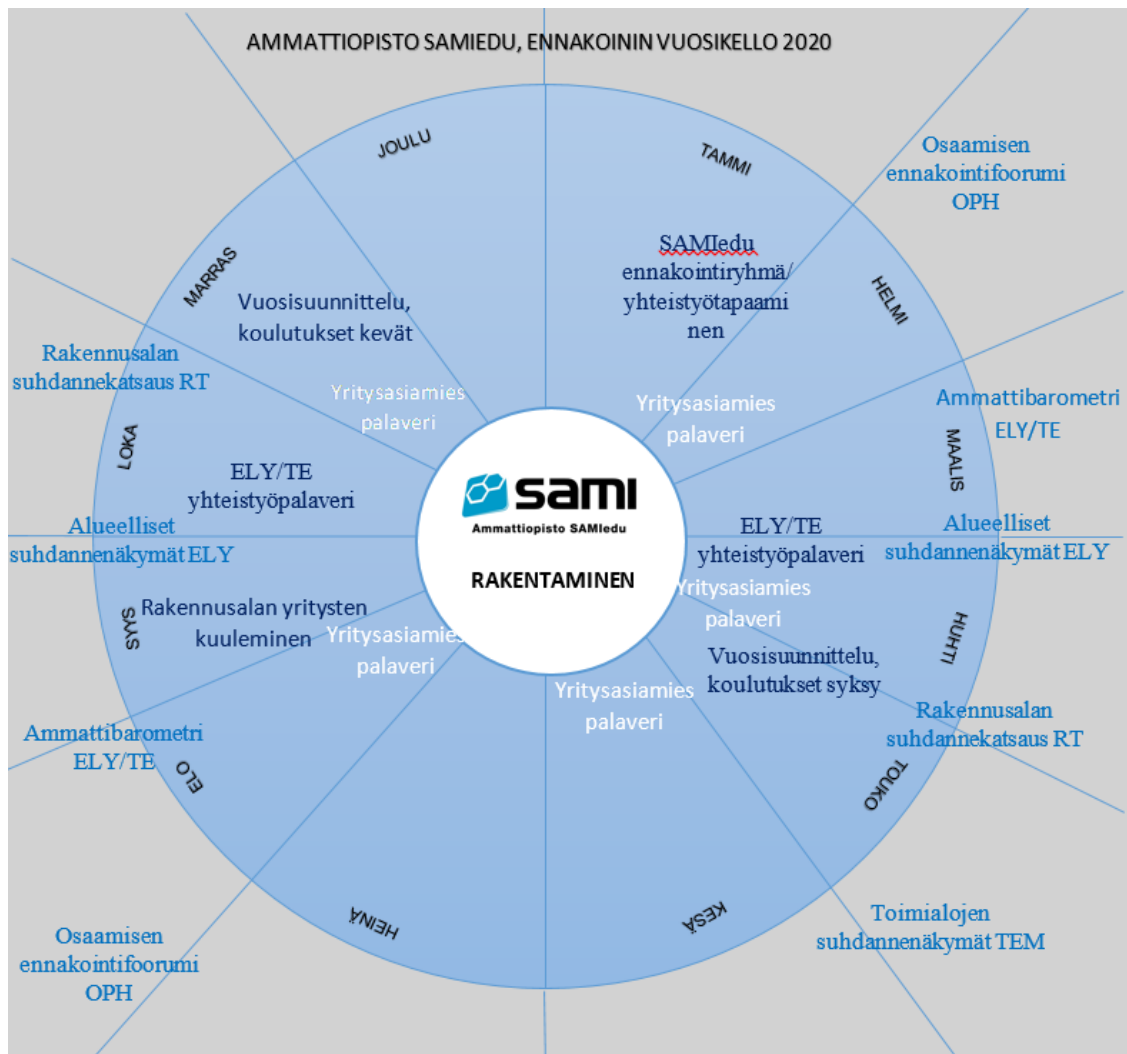 AMMATTIOPISTO SAMIEDU, ENNAKOININ VUOSIKELLO 2020
JOULU
TAMMI
Osaamisen
ennakointifoorumi
OPH
SAMIedu
ennakointiryhmä/
yhteistyötapaami
nen
HELMI
MARRAS
Vuosisuunnittelu,
koulutukset kevät
Rakennusalan
suhdannekatsaus RT
Yritysasiamies
palaveri
Yritysasiamies
palaveri
Ammattibarometri
ELY/TE
LOKA
MAALIS
ELY/TE
yhteistyöpalaveri
sami
Ammattiopisto SAMIedu
RAKENTAMINEN
ELY/TE
yhteistyöpalaveri
Alueelliset
suhdannenäkymät ELY
Alueelliset
suhdannenäkymät ELY
SYYS
Rakennusalan yritysten
kuuleminen
Yritysasiamies
palaveri
Yritysasiamies
palaveri
HUHTI
Vuosisuunnittelu,
koulutukset syksy
Yritysasiamies
palaveri
Rakennusalan
suhdannekatsaus RT
Ammattibarometri
ELY/TE
ELO
TOUKO
HEINÄ
KESÄ
Toimialojen
suhdannenäkymät TEM
Osaamisen
ennakointifoorumi
OPH